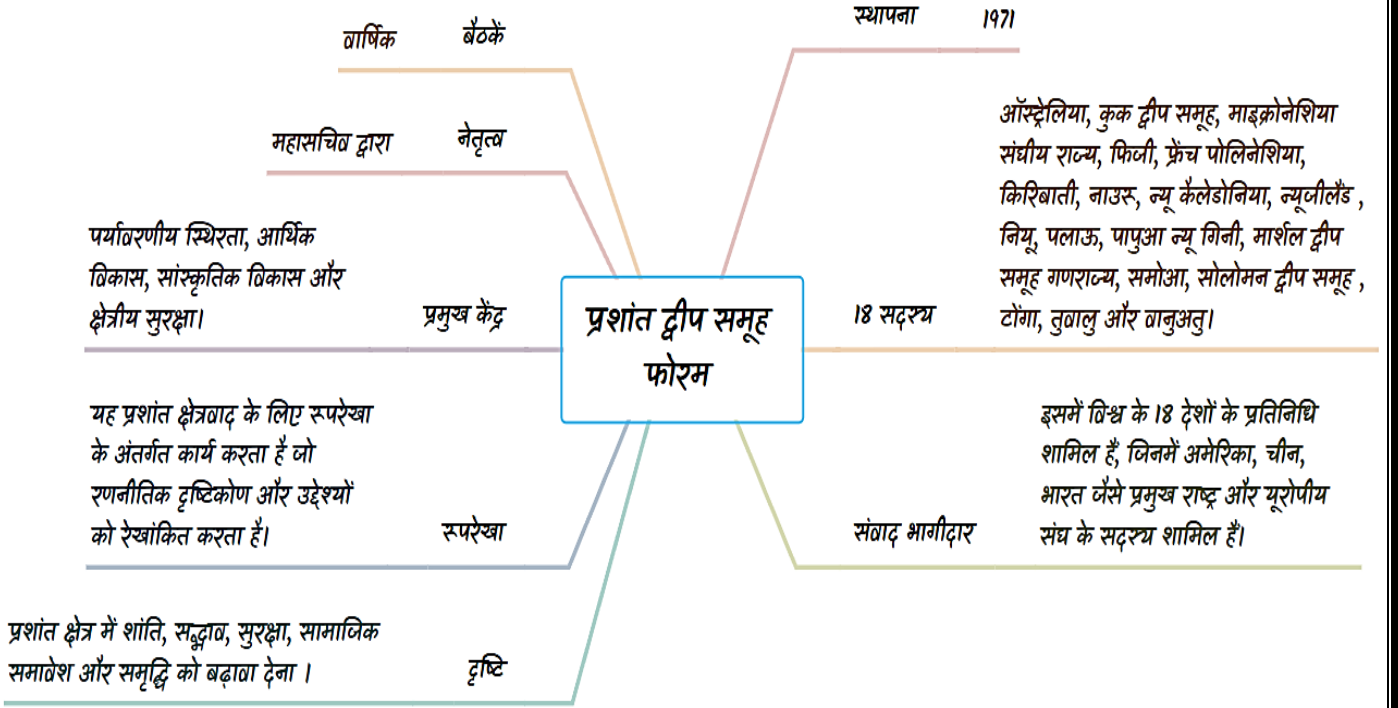 प्रशांत द्वीप समूह
फोरम
स्थापना 1971
18 सदस्य
ऑस्ट्रेलिया, कुक द्वीप समूह, माइक्रोनेशिया
संघीय राज्य, फिजी, फ्रेंच पोलिनेशिया,
किरिबाती, नाउरू, न्यू कैलेडोनिया, न्यूजीलैंड ,
नियू, पलाऊ, पापुआ न्यू गिनी, मार्शल द्वीप
समूह गणराज्य, समोआ, सोलोमन द्वीप समूह ,
टोंगा, तुवालु और वानुअतु।
संवाद भागीदार
इसमें विश्व के 18 देशों के प्रतिनिधि
शामिल हैं, जिनमें अमेरिका, चीन,
भारत जैसे प्रमुख राष्ट्र और यूरोपीय
संघ के सदस्य शामिल हैं।
वार्षिक बैठकें
महासचिव द्वारा नेतृत्व
पर्यावरणीय स्थिरता, आर्थिक
विकास, सांस्कृतिक विकास और
क्षेत्रीय सुरक्षा।
प्रमुख केंद्र
यह प्रशांत क्षेत्रवाद के लिए रूपरेखा
के अंतर्गत कार्य करता है जो
रणनीतिक दृष्टिकोण और उद्देश्यों
को रेखांकित करता है।
रूपरेखा
प्रशांत क्षेत्र में शांति, सद्भाव, सुरक्षा, सामाजिक
समावेश और समृद्धि को बढ़ावा देना ।
दृष्टि